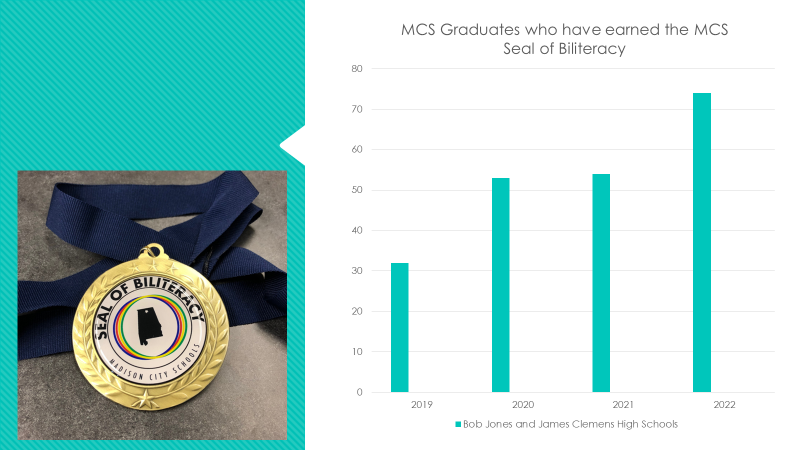 MCS Graduates who have earned the MCS
Seal of Biliteracy
80
70
60
50
40
30
20
10
0
2019 2020 2021 2022
Bob Jones and James Clemens High Schools
SEAL OF BILITERACY
MADISON CITY SCHOOLS